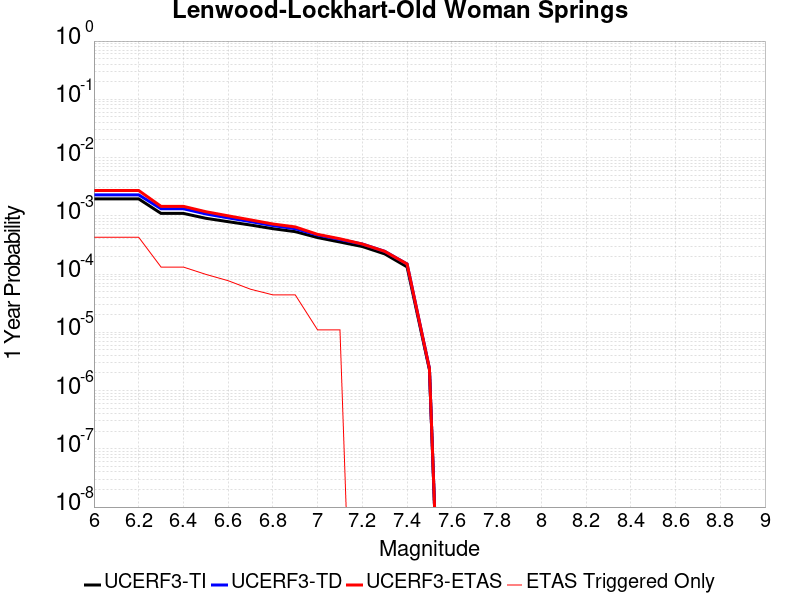 Lenwood-Lockhart-Old Woman Springs
10^0
10^-1
10^-2
10^-3
10^-4
10^-5
10^-6
10^-7
10^-8
1 Year Probability
6 6.2 6.4 6.6 6.8 7 7.2 7.4 7.6 7.8 8 8.2 8.4 8.6 8.8 9
Magnitude
UCERF3-TI UCERF3-TD UCERF3-ETAS ETAS Triggered Only